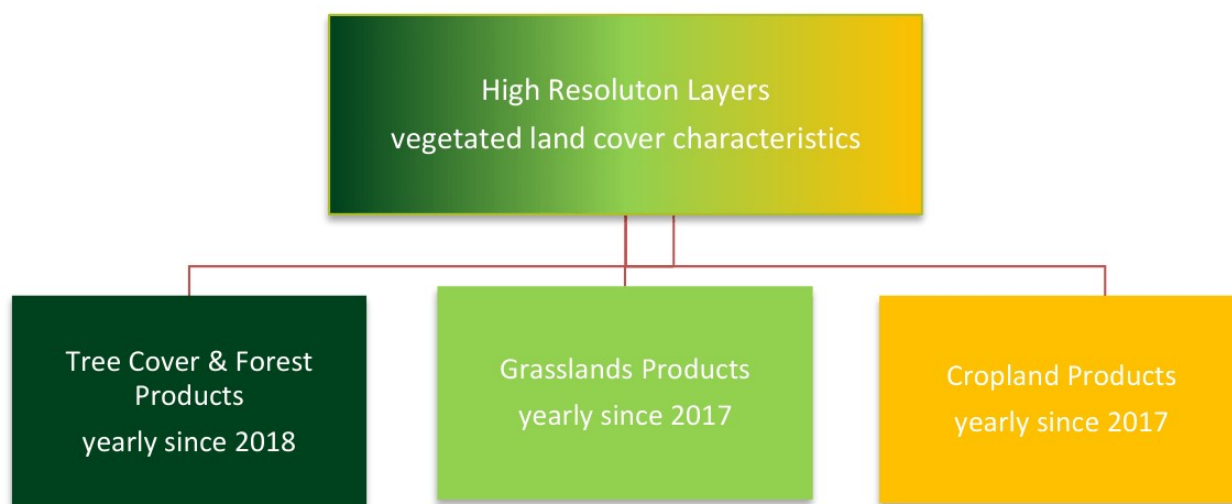 High Resoluton Layers
vegetated land cover characteristics
Tree Cover & Forest
Products
yearly since 2018
Grasslands Products
yearly since 2017
Cropland Products
yearly since 2017